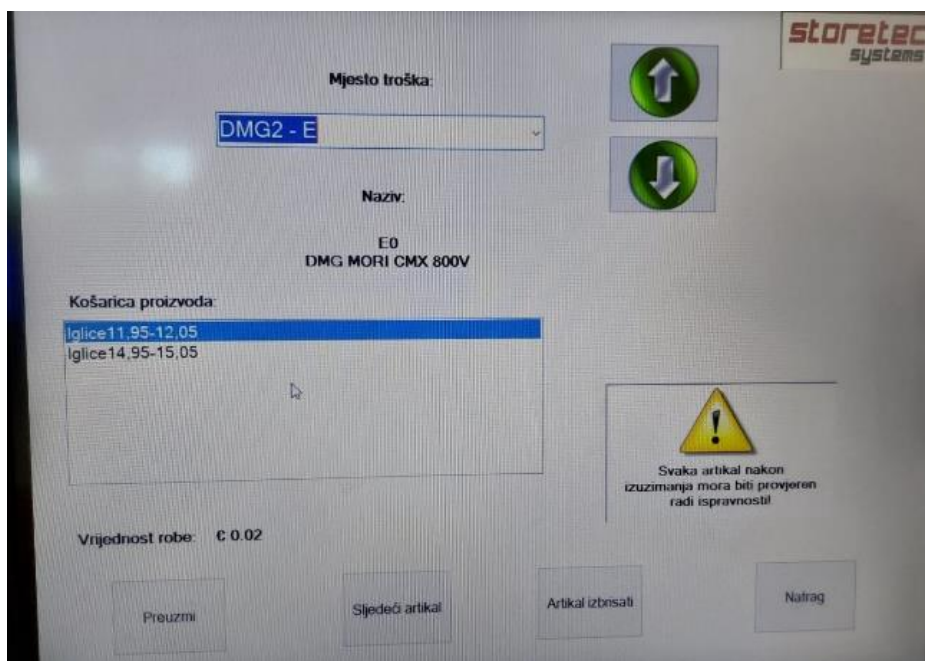 storetec
systems
Mjesto troška:
DMG2 - E
Naziv:
E0
DMG MORI CMX 800V
Košarica proizvoda:
Iglice11,95-12,05
Iglice14,95-15,05
Svaka artikal nakon
izuzimanja mora biti provjeren
radi ispravnosti!
Vrijednost robe: € 0.02
Preuzmi
Sljedeći artikal
Artikal izbrisati
Natrag